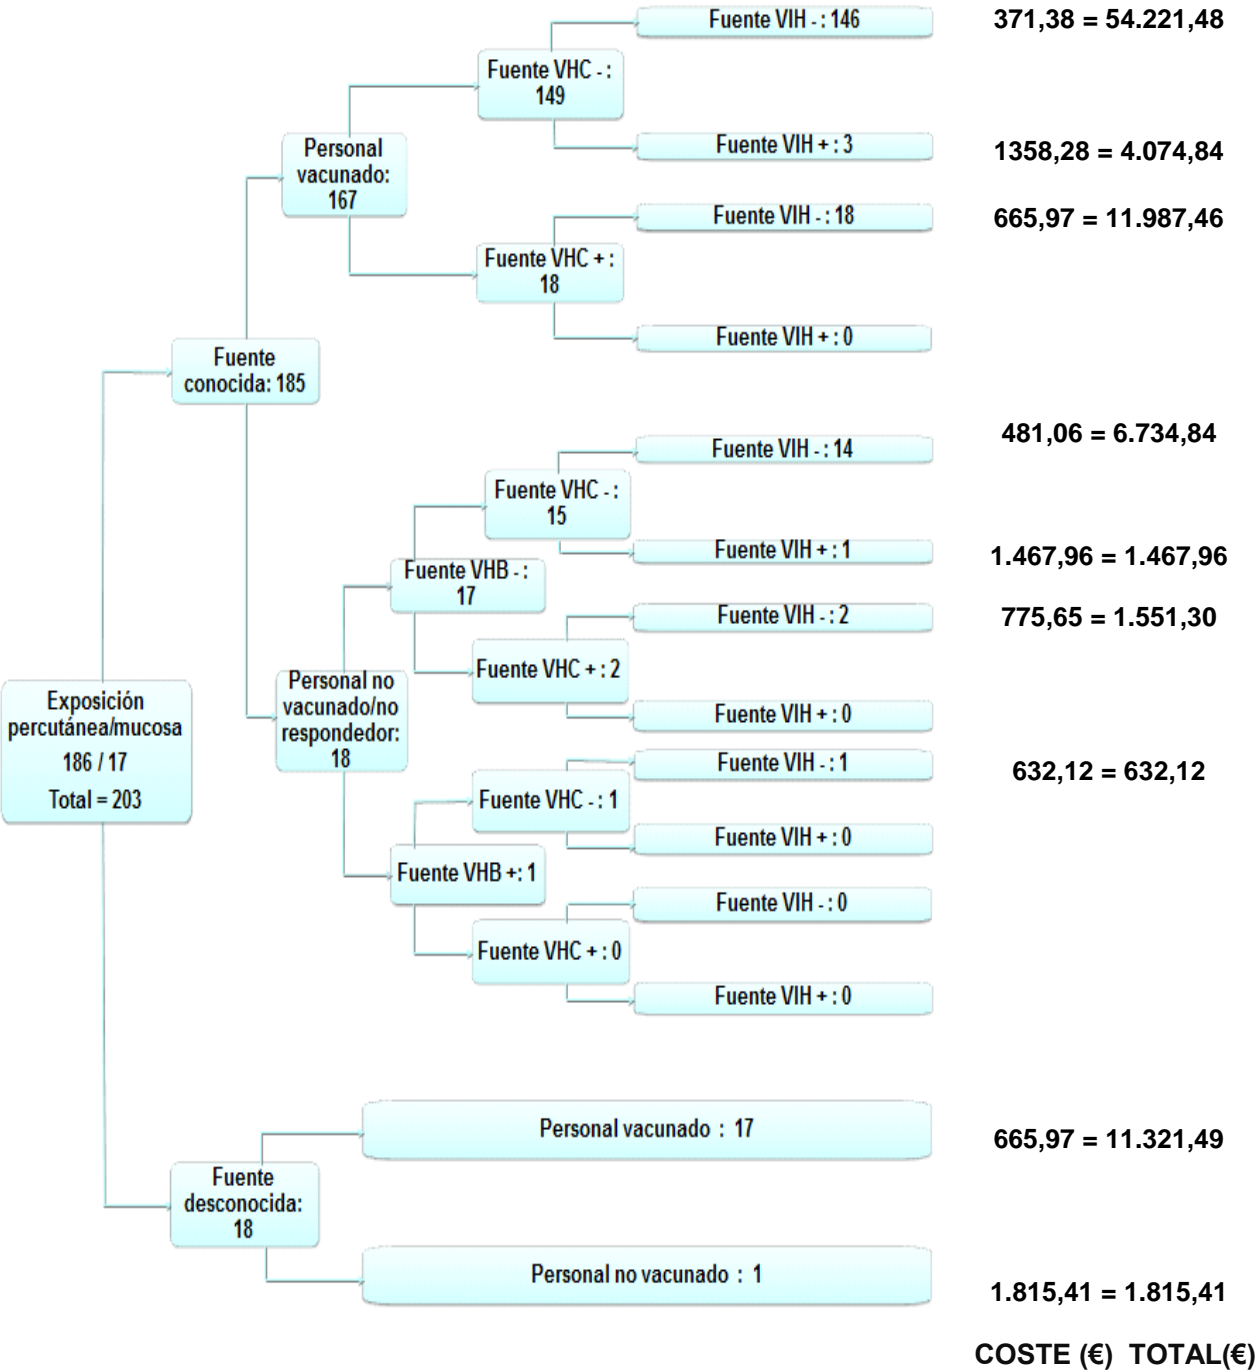 Fuente VIH - : 146
371,38 = 54.221,48
Fuente VHC - :
149
Fuente VIH + : 3
1358,28 = 4.074,84
Personal
vacunado:
167
Fuente VIH - : 18
665,97 = 11.987,46
Fuente VHC + :
18
Fuente VIH + : 0
Fuente
conocida: 185
Fuente VIH - : 14
481,06 = 6.734,84
Fuente VHC - :
15
Fuente VIH + : 1
1.467,96 = 1.467,96
Fuente VHB - :
17
Fuente VIH - : 2
775,65 = 1.551,30
Fuente VHC + : 2
Fuente VIH + : 0
Personal no
vacunado/no
respondedor:
18
Exposición
percutánea/mucosa
186 / 17
Total = 203
Fuente VIH - : 1
632,12 = 632,12
Fuente VHC - : 1
Fuente VIH + : 0
Fuente VHB +: 1
Fuente VIH - : 0
Fuente VHC + : 0
Fuente VIH + : 0
Personal vacunado : 17
665,97 = 11.321,49
Fuente
desconocida:
18
Personal no vacunado : 1
1.815,41 = 1.815,41
COSTE (€) TOTAL(€)